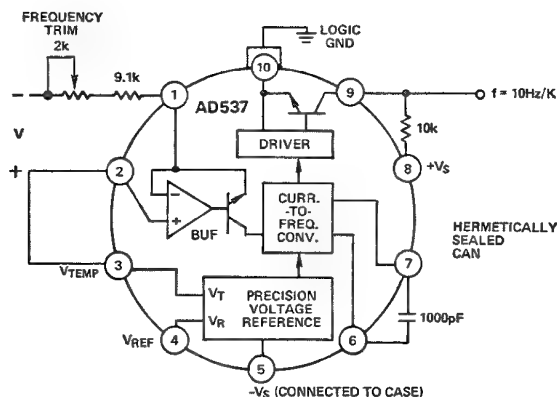 FREQUENCY
TRIM
2k
9.1k
LOGIC
GND
10
1
AD537
9
f = 10Hz/K
–
V
+
10k
DRIVER
2
8
+VS
–
+
BUF
CURR.
-TO-
FREQ.
CONV.
HERMETICALLY
SEALED
CAN
3
7
VTEMP
VT
VR
PRECISION
VOLTAGE
REFERENCE
1000pF
4
6
VREF
5
–VS (CONNECTED TO CASE)